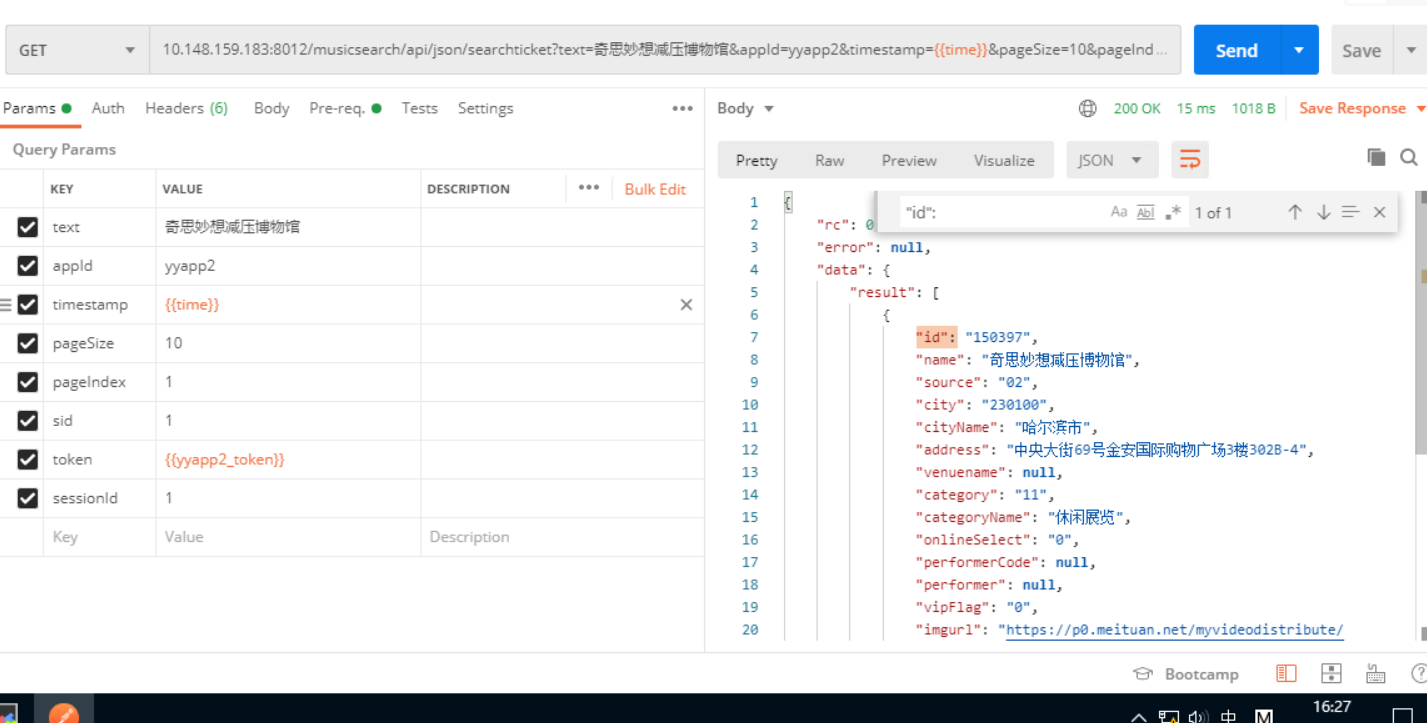 GET
10.148.159.183:8012/musicsearch/api/json/searchticket?text=奇思妙想减压博物馆&appId=yyapp2&timestamp={{time}}&pageSize=10&pageInd ...
Send
Save
Params
Auth
Headers (6)
Body
Pre-req.
Tests
Settings
Query Params
KEY VALUE DESCRIPTION ••• Bulk Edit
text 奇思妙想减压博物馆
appId yyapp2
timestamp {{time}}
pageSize 10
pageIndex 1
sid 1
token {{yyapp2_token}}
sessionId 1
Key Value Description
Body
200 OK 15 ms 1018 B Save Response
Pretty Raw Preview Visualize JSON
"id": Aa Abl .* 1 of 1
1 {
2 "rc": 0
3 "error": null,
4 "data": {
5 "result": [
6 {
7 "id": "150397",
8 "name": "奇思妙想减压博物馆",
9 "source": "02",
10 "city": "230100",
11 "cityName": "哈尔滨市",
12 "address": "中央大街69号金安国际购物广场3楼302B-4",
13 "venuename": null,
14 "category": "11",
15 "categoryName": "休闲展览",
16 "onlineSelect": "0",
17 "performerCode": null,
18 "performer": null,
19 "vipFlag": "0",
20 "imgurl": "https://p0.meituan.net/myvideodistribute/
Bootcamp
中 M 16:27